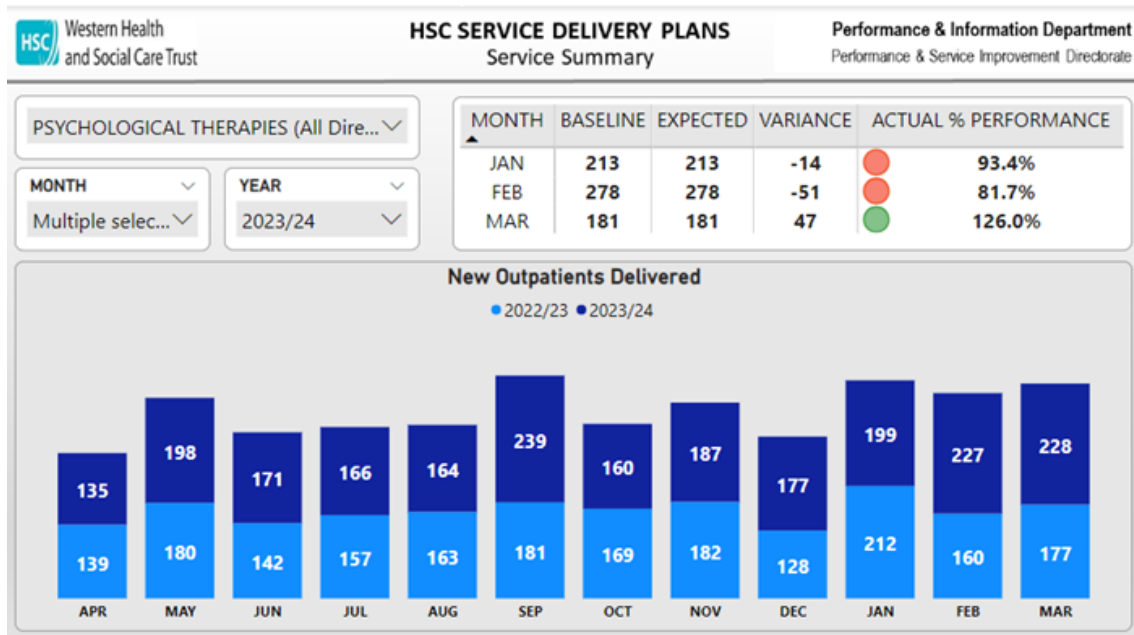 HSC Western Health
and Social Care Trust
HSC SERVICE DELIVERY PLANS
Service Summary
Performance & Information Department
Performance & Service Improvement Directorate
PSYCHOLOGICAL THERAPIES (All Dire...
MONTH YEAR
Multiple selec... 2023/24
MONTH BASELINE EXPECTED VARIANCE ACTUAL % PERFORMANCE
JAN 213 213 -14 93.4%
FEB 278 278 -51 81.7%
MAR 181 181 47 126.0%
New Outpatients Delivered
2022/23 2023/24
135 198 171 166 164 239 160 187 177 199 227 228
139 180 142 157 163 181 169 182 128 212 160 177
APR MAY JUN JUL AUG SEP OCT NOV DEC JAN FEB MAR